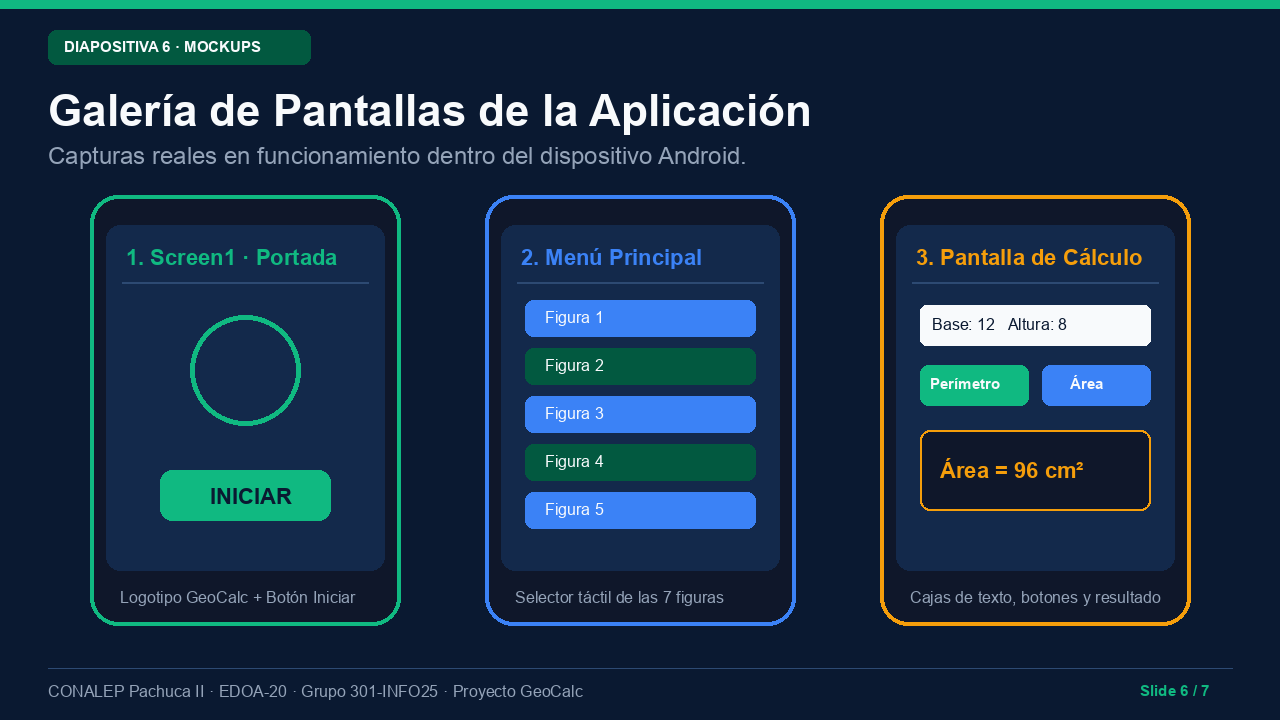 DIAPOSITIVA 6 · MOCKUPS
Galería de Pantallas de la Aplicación
Capturas reales en funcionamiento dentro del dispositivo Android.
1. Screen1 · Portada
INICIAR
Logotipo GeoCalc + Botón Iniciar
2. Menú Principal
Figura 1
Figura 2
Figura 3
Figura 4
Figura 5
Selector táctil de las 7 figuras
3. Pantalla de Cálculo
Base: 12   Altura: 8
Perímetro
Área
Área = 96 cm²
Cajas de texto, botones y resultado
CONALEP Pachuca II · EDOA-20 · Grupo 301-INFO25 · Proyecto GeoCalc
Slide 6 / 7